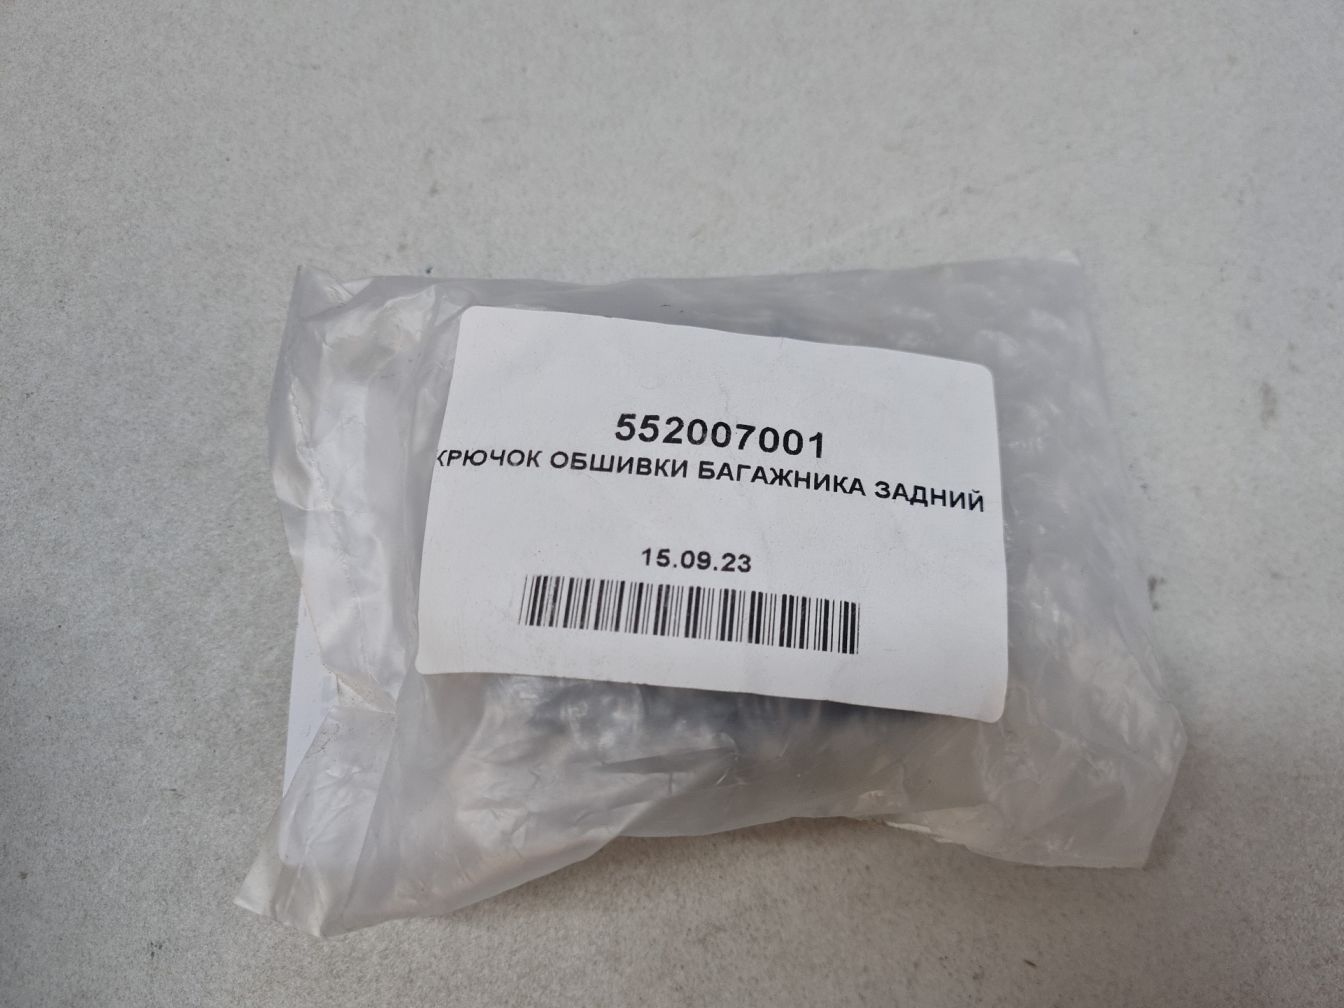 552007001
КРЮЧОК ОБШИВКИ БАГАЖНИКА ЗАДНИЙ
15.09.23